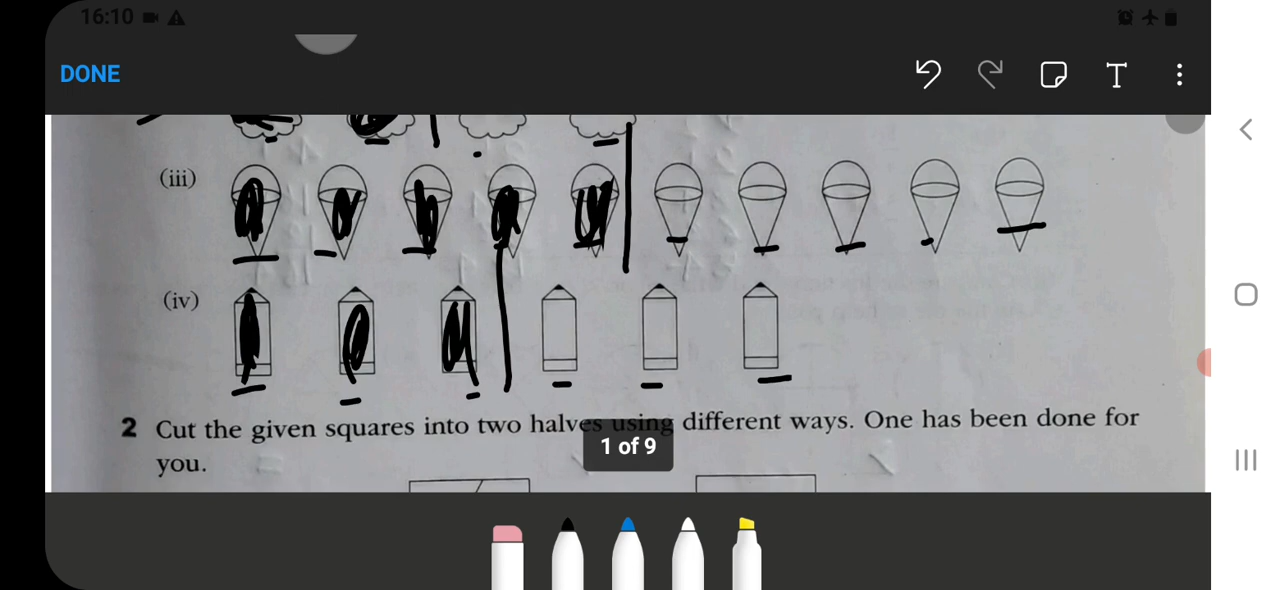 16:10
DONE
T
(iii)
(iv)
2 Cut the given squares into two halves using different ways. One has been done for
you.
1 of 9